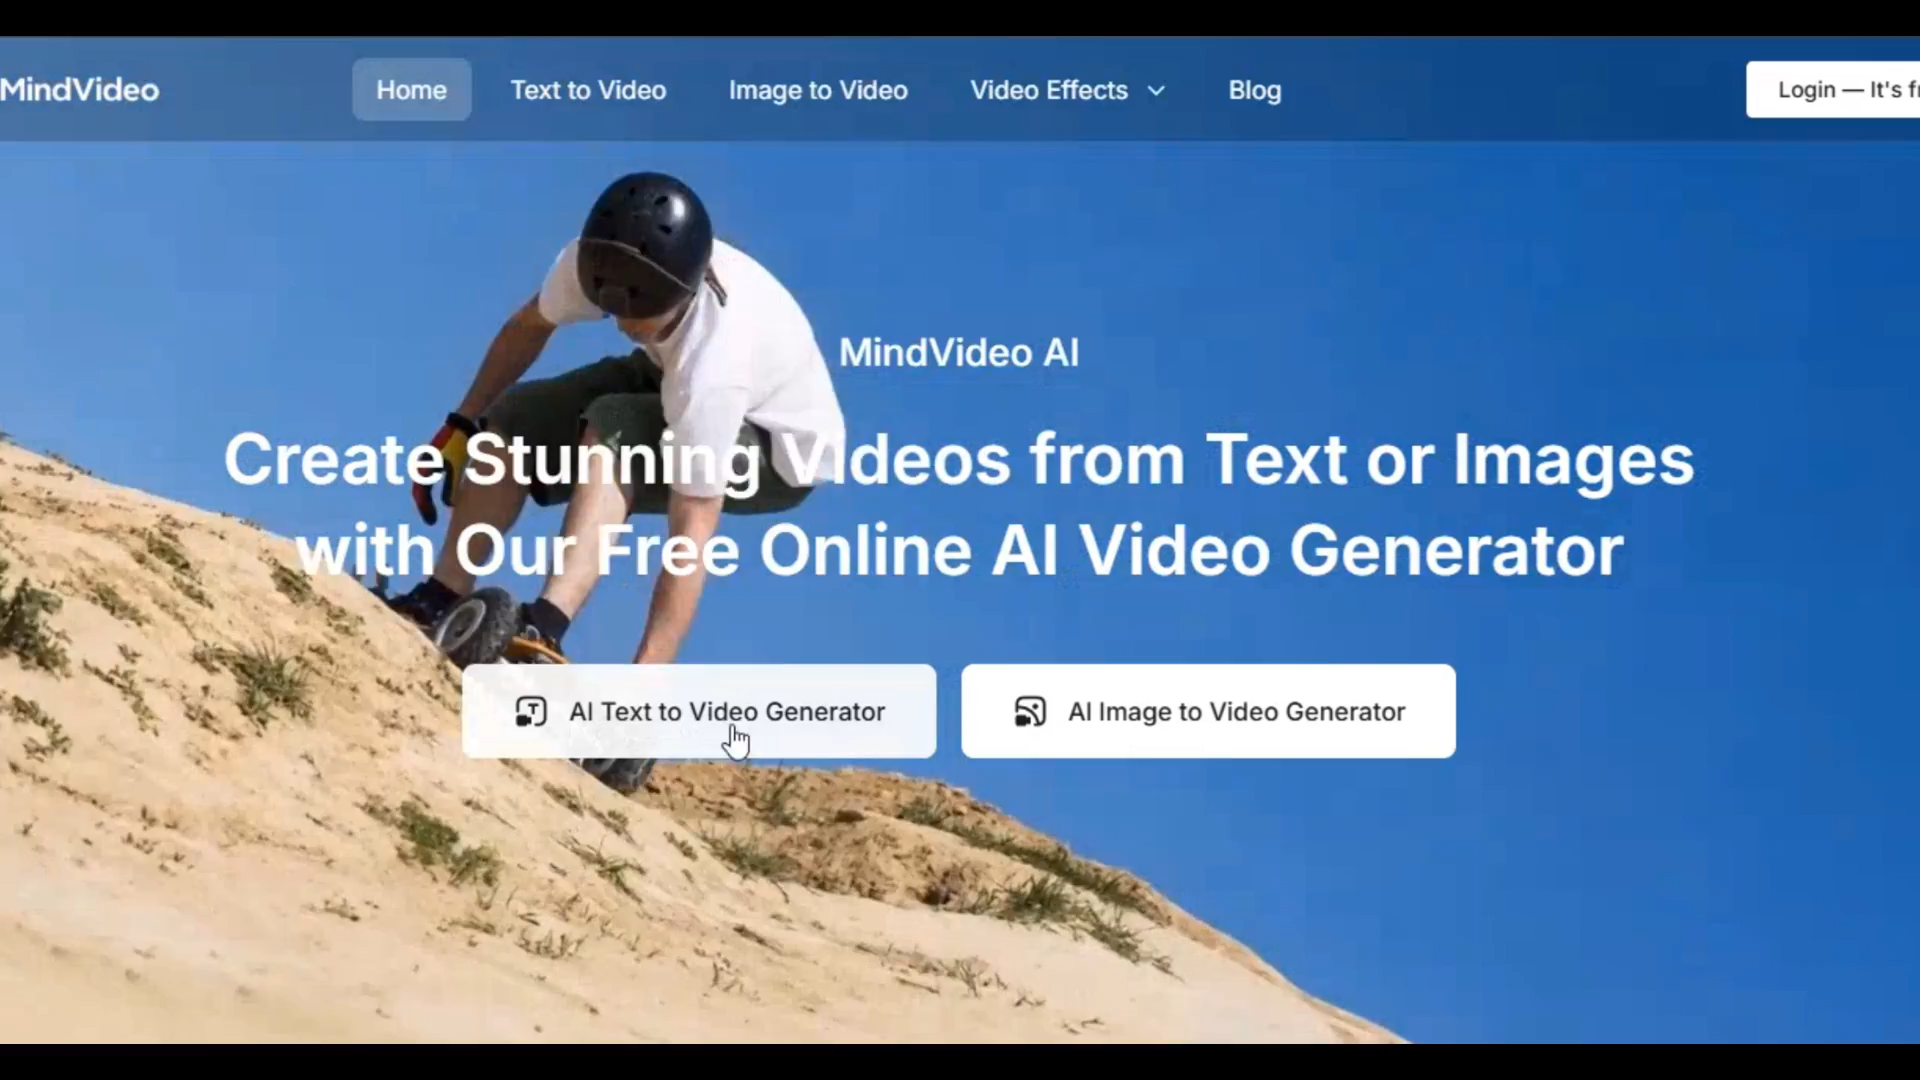 MindVideo
Home
Text to Video
Image to Video
Video Effects
Blog
Login — It's
MindVideo AI
Create Stunning Videos from Text or Images
with Our Free Online AI Video Generator
AI Text to Video Generator
AI Image to Video Generator